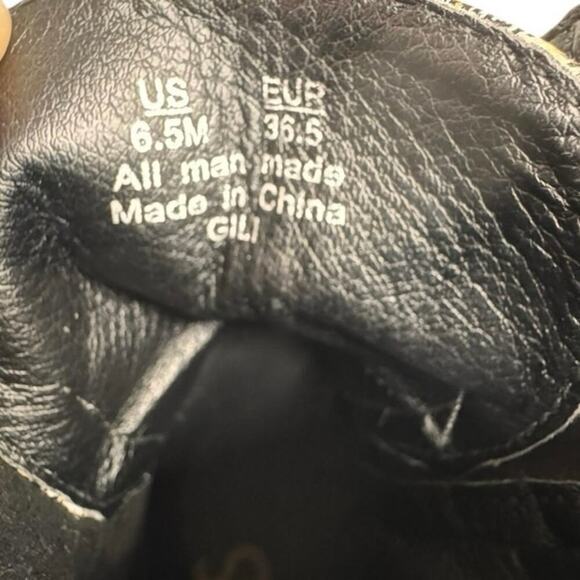 US EUR
6.5M 36.5
All man made
Made in China
GILI